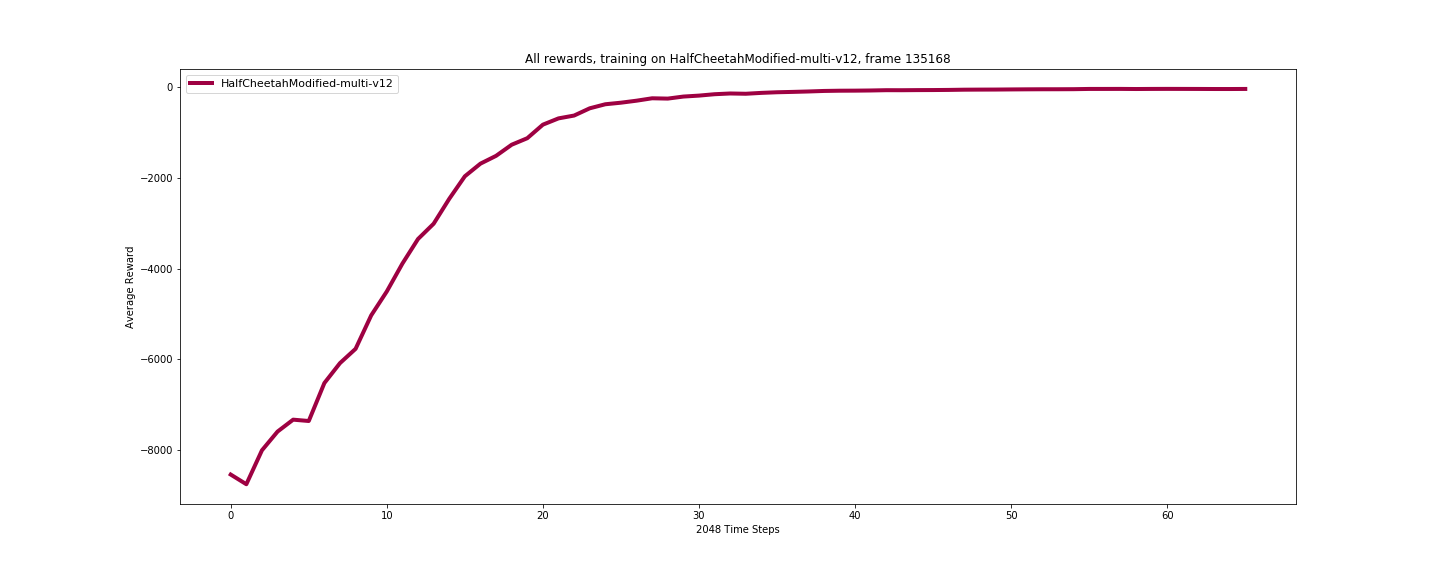 All rewards, training on HalfCheetahModified-multi-v12, frame 135168
HalfCheetahModified-multi-v12
0
−2000
−4000
−6000
−8000
Average Reward
0 10 20 30 40 50 60
2048 Time Steps